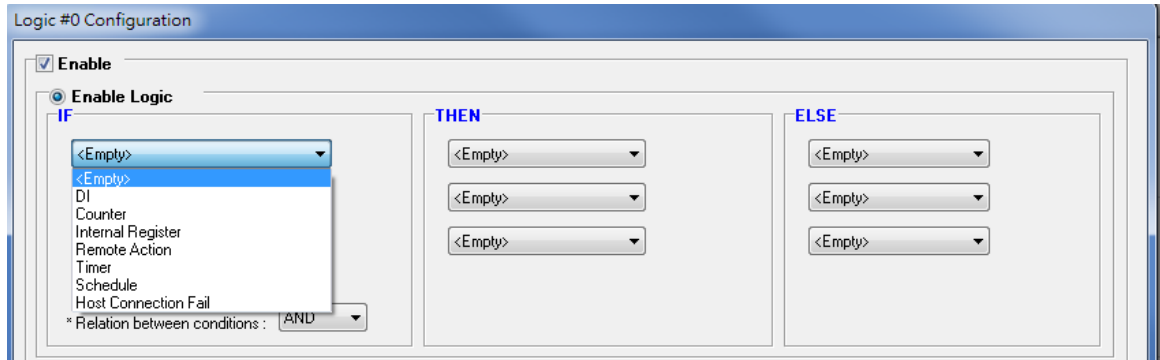 Logic #0 Configuration
Enable
Enable Logic
IF
THEN
ELSE
<Empty>
<Empty>
<Empty>
<Empty>
DI
Counter
Internal Register
Remote Action
Timer
Schedule
Host Connection Fail
<Empty>
<Empty>
<Empty>
<Empty>
* Relation between conditions :
AND